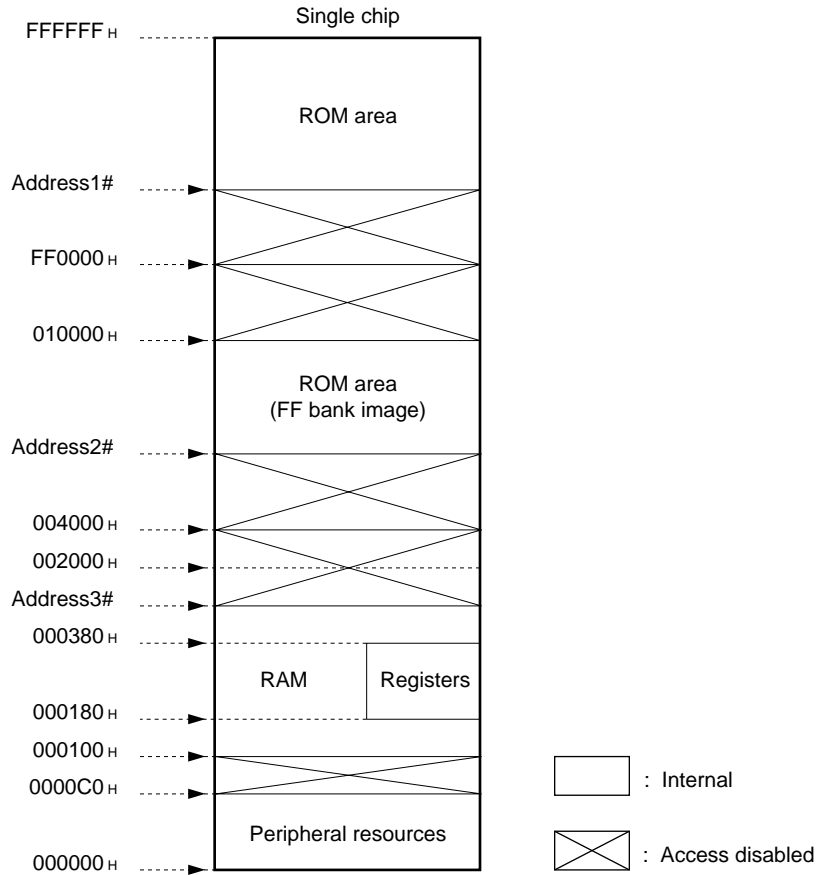 Single chip
FFFFFF H
ROM area
Address1#
FF0000 H
010000 H
ROM area
(FF bank image)
Address2#
004000 H
002000 H
Address3#
000380 H
RAM
Registers
000180 H
000100 H
0000C0 H
Peripheral resources
000000 H
: Internal
: Access disabled